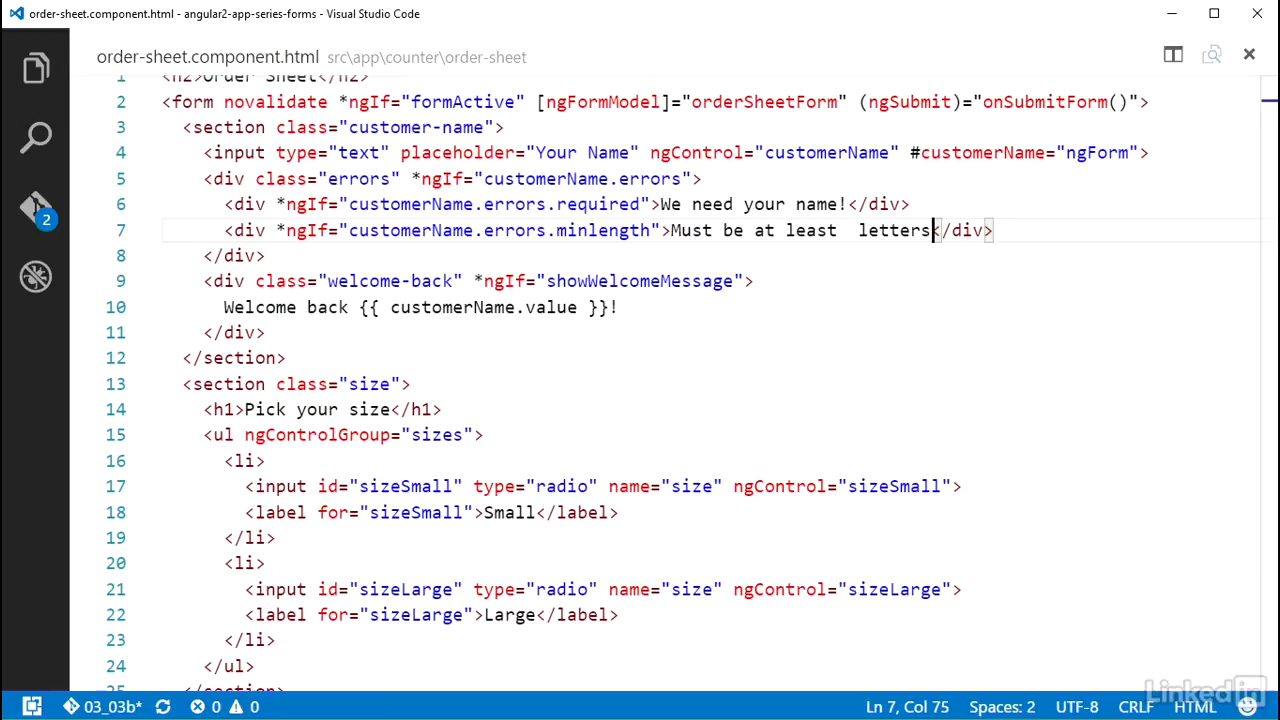 order-sheet.component.html - angular2-app-series-forms - Visual Studio Code
order-sheet.component.html src\app\counter\order-sheet
1 <h2>Order Sheet</h2>
2 <form novalidate *ngIf="formActive" [ngFormModel]="orderSheetForm" (ngSubmit)="onSubmitForm()">
3 <section class="customer-name">
4 <input type="text" placeholder="Your Name" ngControl="customerName" #customerName="ngForm">
5 <div class="errors" *ngIf="customerName.errors">
6 <div *ngIf="customerName.errors.required">We need your name!</div>
7 <div *ngIf="customerName.errors.minlength">Must be at least  letters</div>
8 </div>
9 <div class="welcome-back" *ngIf="showWelcomeMessage">
10 Welcome back {{ customerName.value }}!
11 </div>
12 </section>
13 <section class="size">
14 <h1>Pick your size</h1>
15 <ul ngControlGroup="sizes">
16 <li>
17 <input id="sizeSmall" type="radio" name="size" ngControl="sizeSmall">
18 <label for="sizeSmall">Small</label>
19 </li>
20 <li>
21 <input id="sizeLarge" type="radio" name="size" ngControl="sizeLarge">
22 <label for="sizeLarge">Large</label>
23 </li>
24 </ul>
25 </section>
2
LinkedIn
03_03b* 0 0 Ln 7, Col 75 Spaces: 2 UTF-8 CRLF HTML